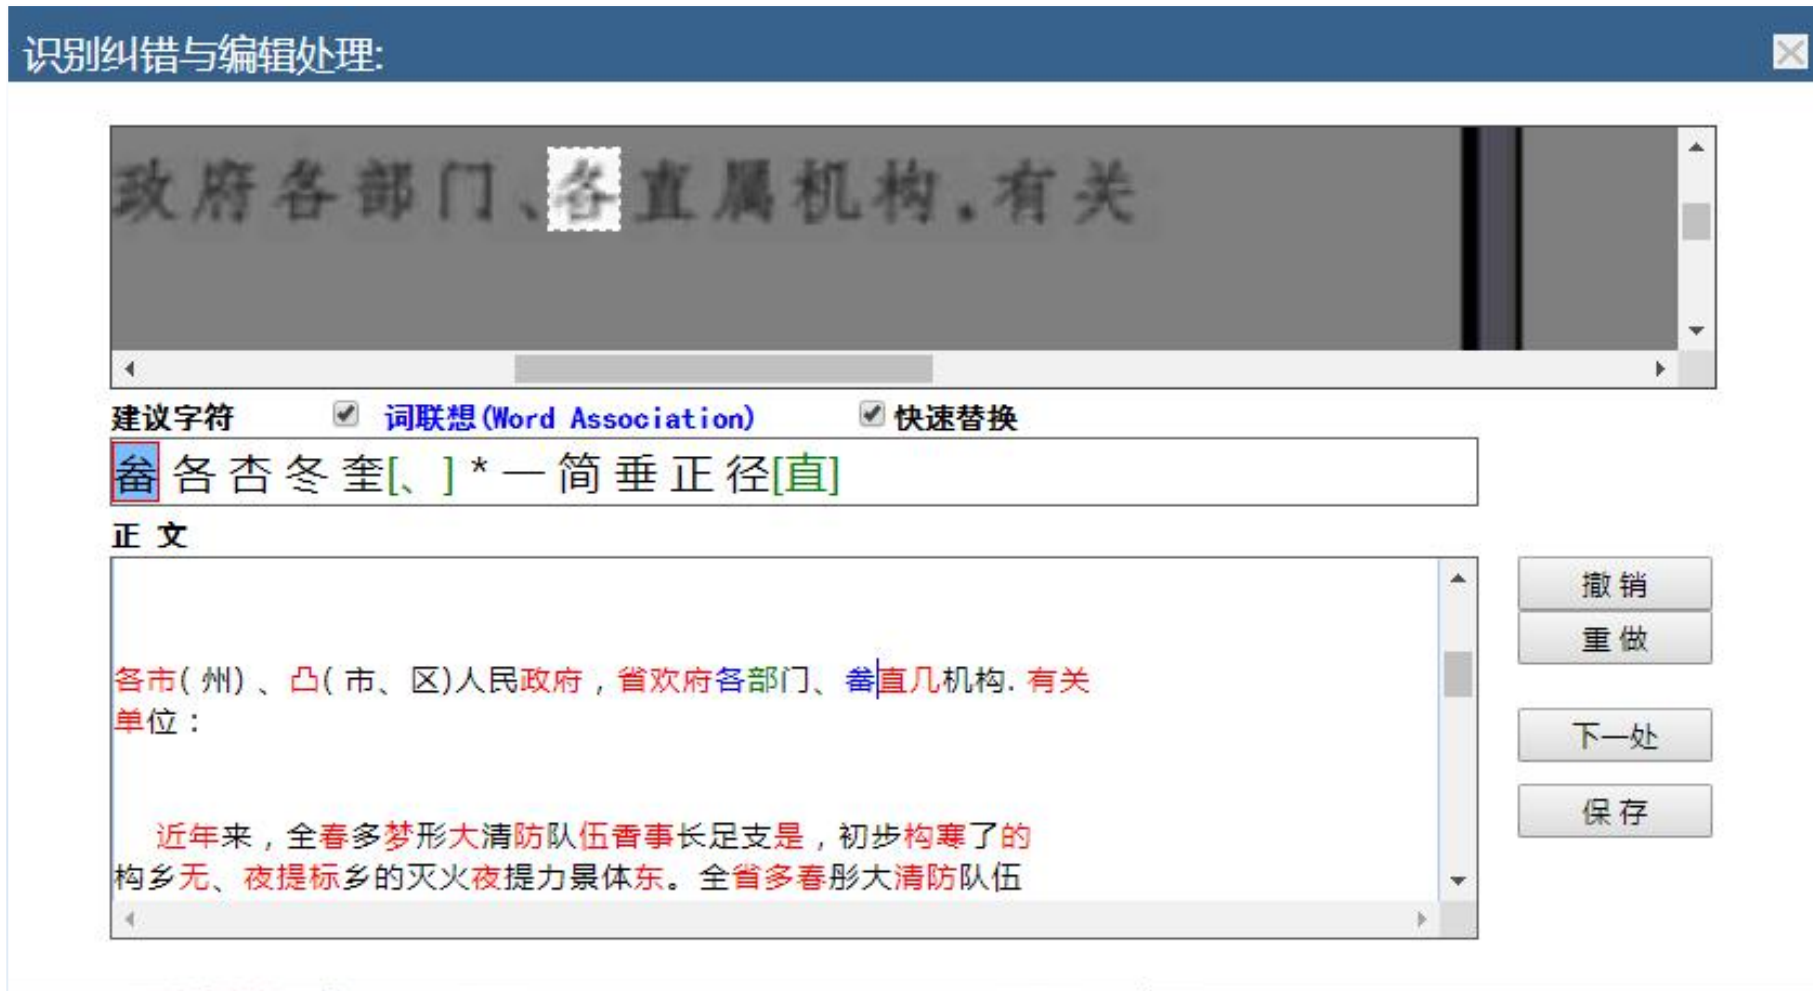 识别纠错与编辑处理:
政府各部门、各直属机构.有关
建议字符 词联想(Word Association) 快速替换
畚 各 杏 冬 奎[、] * — 简 垂 正 径[直]
正 文
各市( 州) 、凸( 市、区)人民政府，省欢府各部门、畚直几机构. 有关
单位：
近年来，全春多梦形大清防队伍香事长足支是，初步构寒了的
构乡无、夜提标乡的灭火夜提力景体东。全省多春彤大清防队伍
撤 销
重 做
下一处
保 存